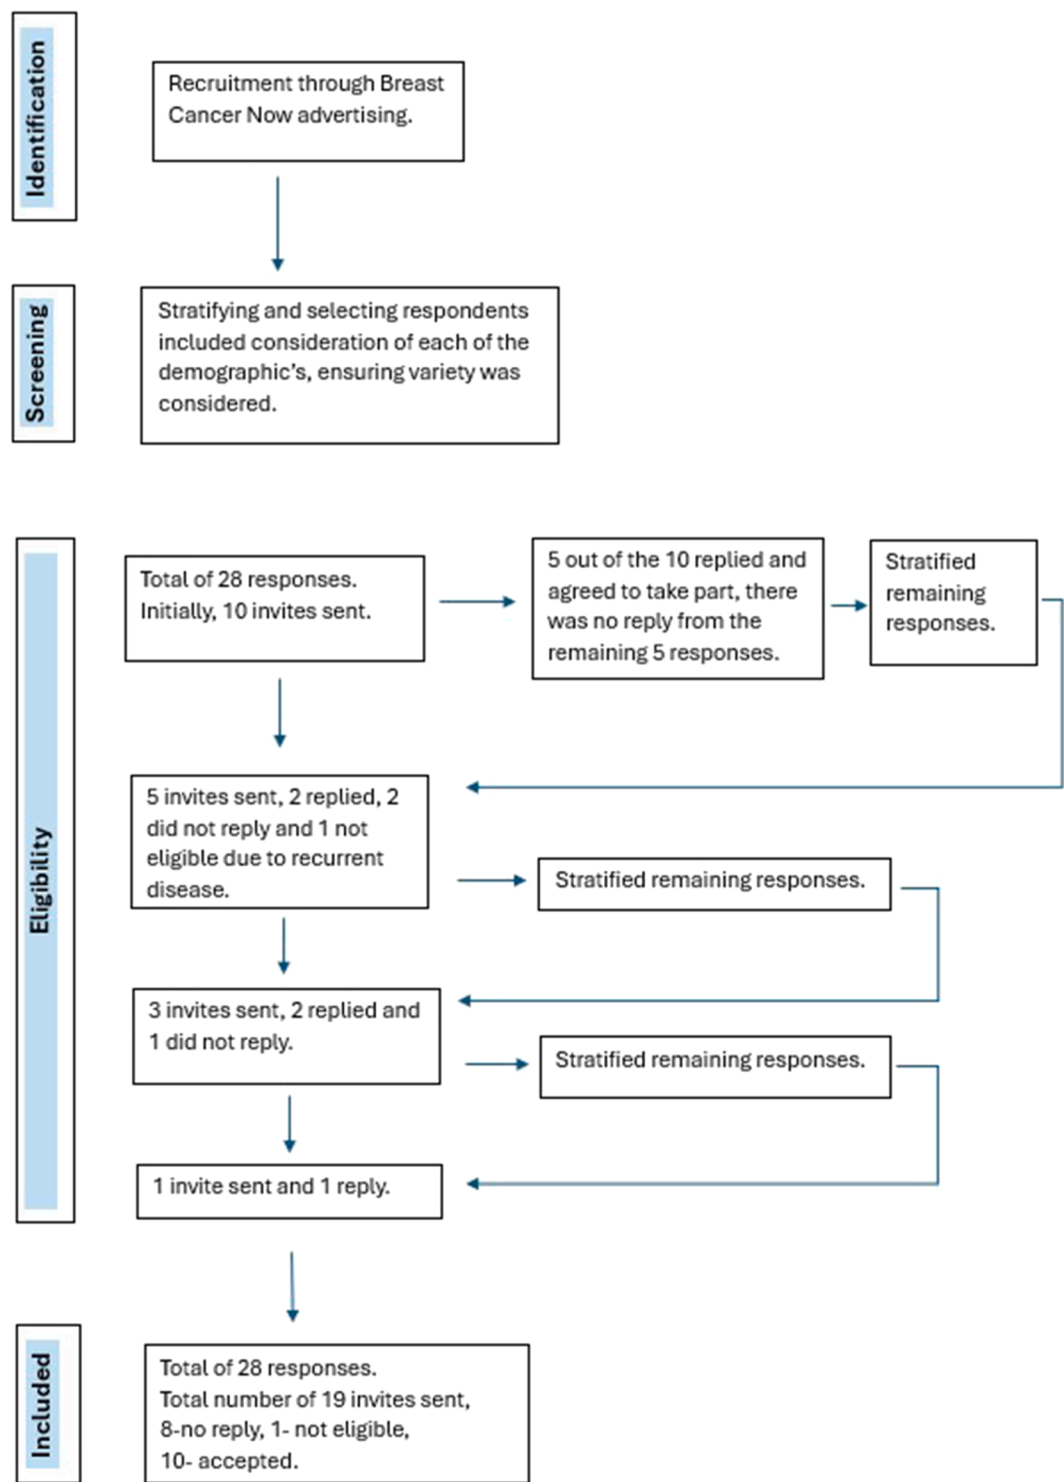 Identification
Recruitment through Breast
Cancer Now advertising.
Screening
Stratifying and selecting respondents
included consideration of each of the
demographic's, ensuring variety was
considered.
Eligibility
Total of 28 responses.
Initially, 10 invites sent.
5 out of the 10 replied and
agreed to take part, there
was no reply from the
remaining 5 responses.
Stratified
remaining
responses.
5 invites sent, 2 replied, 2
did not reply and 1 not
eligible due to recurrent
disease.
Stratified remaining responses.
3 invites sent, 2 replied and
1 did not reply.
Stratified remaining responses.
1 invite sent and 1 reply.
Included
Total of 28 responses.
Total number of 19 invites sent,
8-no reply, 1- not eligible,
10- accepted.